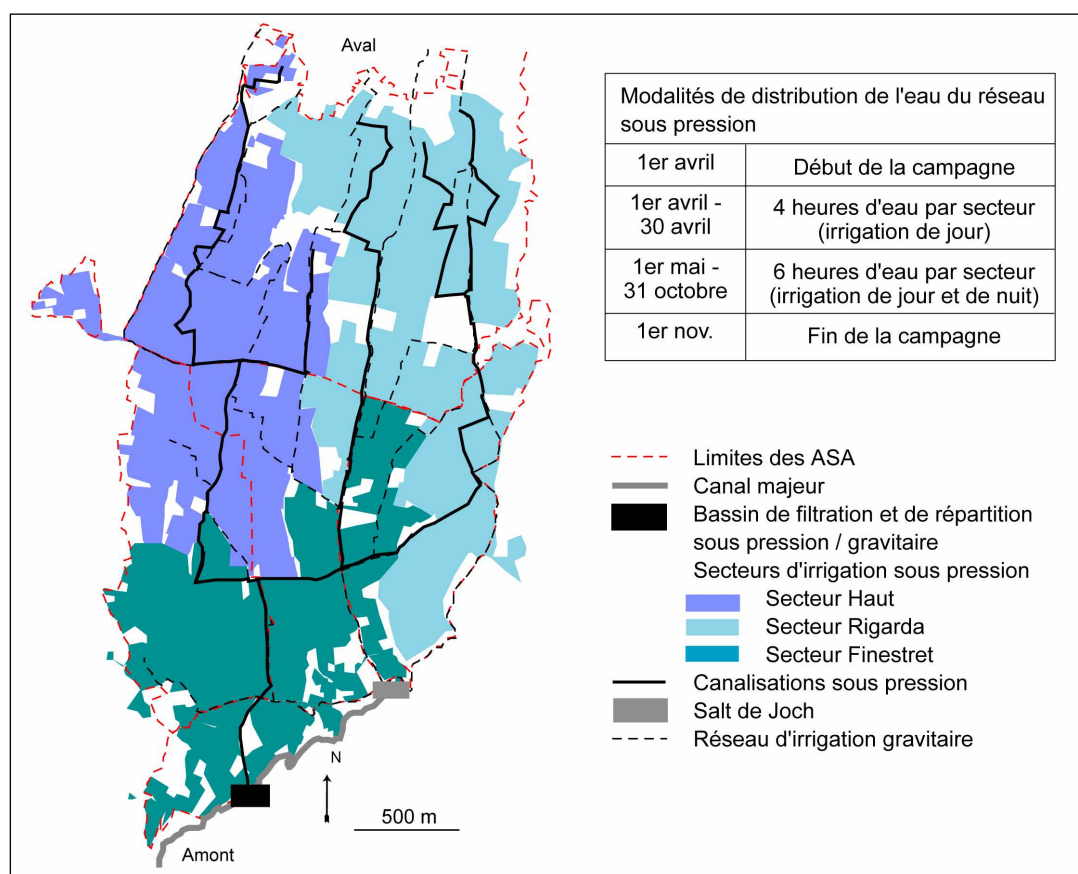 Aval
Modalités de distribution de l'eau du réseau
sous pression
1er avril
Début de la campagne
1er avril -
30 avril
4 heures d'eau par secteur
(irrigation de jour)
1er mai -
31 octobre
6 heures d'eau par secteur
(irrigation de jour et de nuit)
1er nov.
Fin de la campagne
Limites des ASA
Canal majeur
Bassin de filtration et de répartition
sous pression / gravitaire
Secteurs d'irrigation sous pression
Secteur Haut
Secteur Rigarda
Secteur Finestret
Canalisations sous pression
Salt de Joch
Réseau d'irrigation gravitaire
N
500 m
Amont